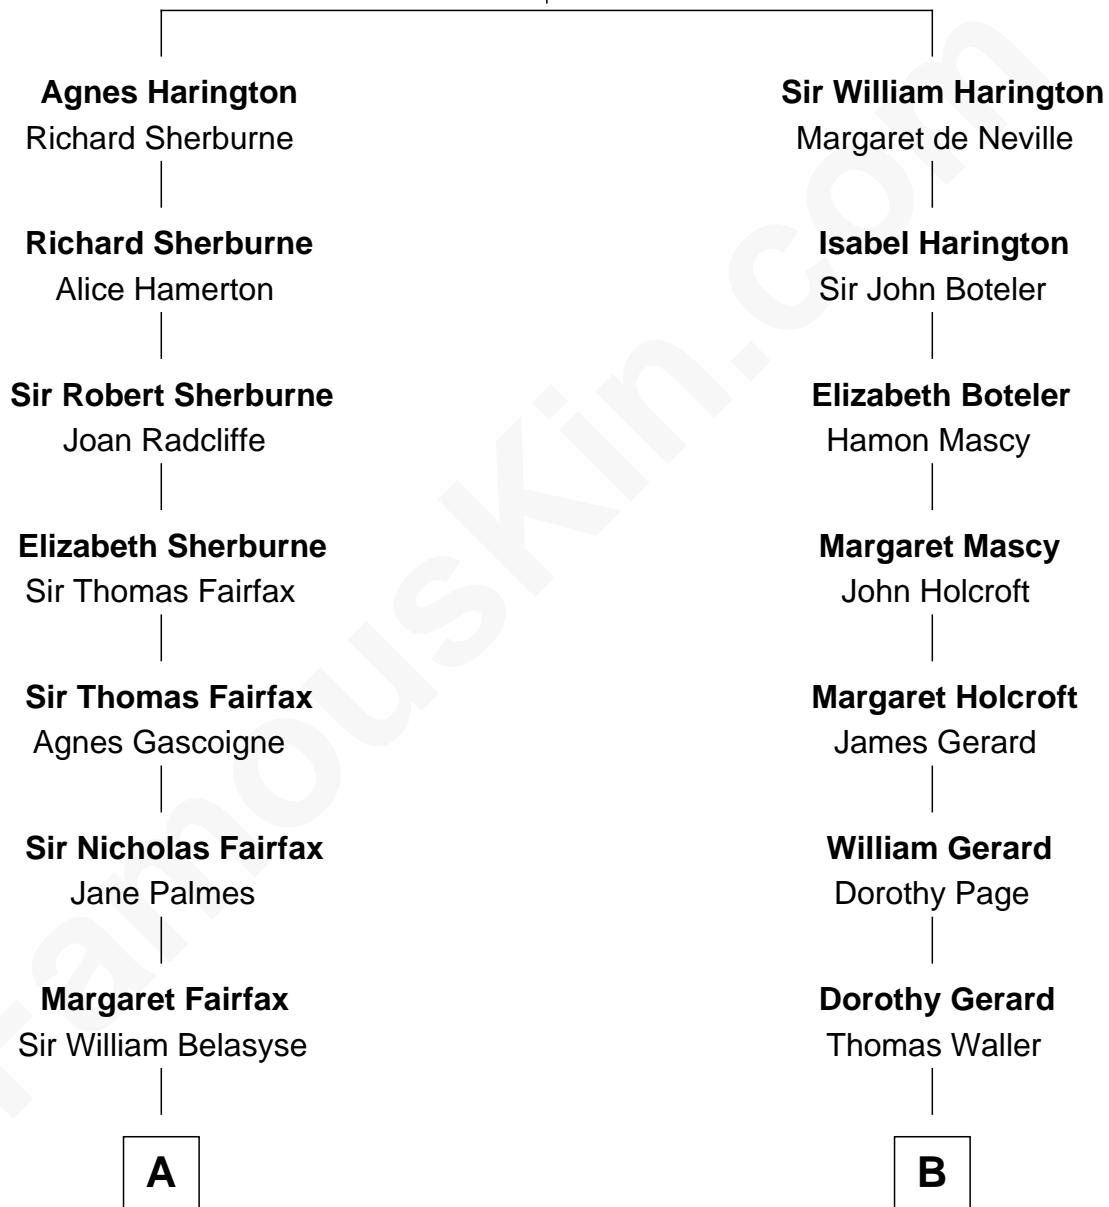 Agnes Harington
Richard Sherburne
Richard Sherburne
Alice Hamerton
Sir Robert Sherburne
Joan Radcliffe
Elizabeth Sherburne
Sir Thomas Fairfax
Sir Thomas Fairfax
Agnes Gascoigne
Sir Nicholas Fairfax
Jane Palmes
Margaret Fairfax
Sir William Belasyse
A
Sir William Harington
Margaret de Neville
Isabel Harington
Sir John Boteler
Elizabeth Boteler
Hamon Mascy
Margaret Mascy
John Holcroft
Margaret Holcroft
James Gerard
William Gerard
Dorothy Page
Dorothy Gerard
Thomas Waller
B
FamousKin.com